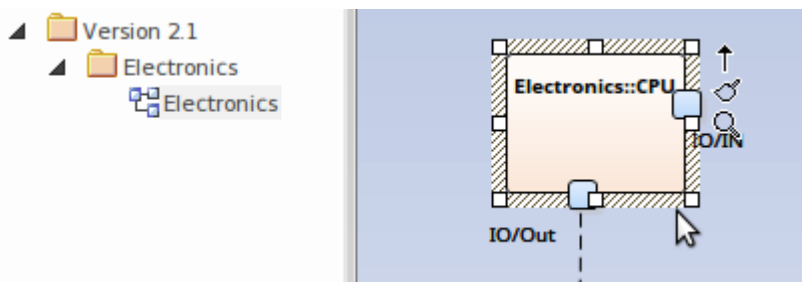 Version 2.1
Electronics
Electronics
Electronics::CPU
IO/IN
IO/Out